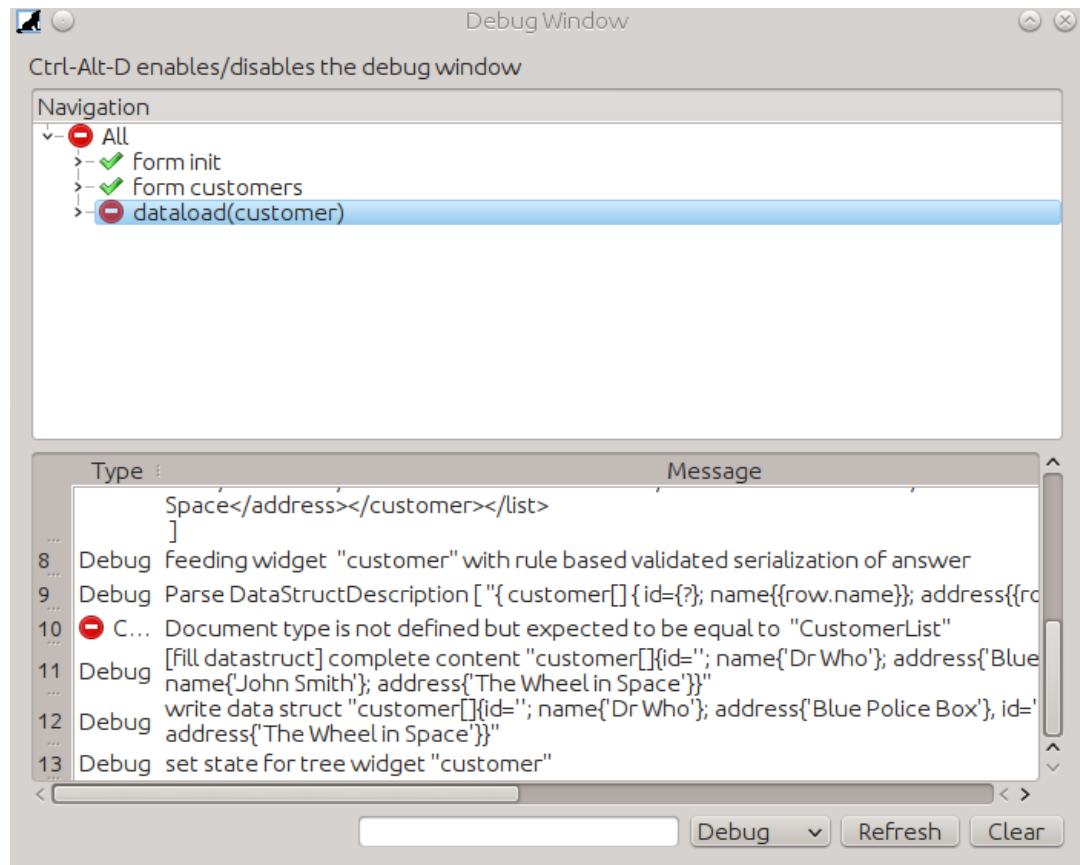 Debug Window
Ctrl-Alt-D enables/disables the debug window
Navigation
All
form init
form customers
dataload(customer)
Type Message
Space</address></customer></list>
]
...
8 Debug feeding widget "customer" with rule based validated serialization of answer
...
9 Debug Parse DataStructDescription [ "{ customer[] { id={?}; name{{row.name}}; address{{ro
...
10 C... Document type is not defined but expected to be equal to "CustomerList"
11 Debug [fill datastruct] complete content "customer[]{id=''; name{'Dr Who'}; address{'Blue
name{'John Smith'}; address{'The Wheel in Space'}}"
...
12 Debug write data struct "customer[]{id=''; name{'Dr Who'}; address{'Blue Police Box'}, id='
address{'The Wheel in Space'}}"
...
13 Debug set state for tree widget "customer"
Debug Refresh Clear